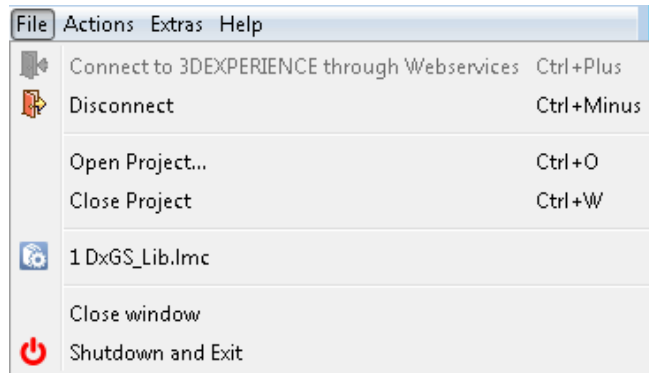 File Actions Extras Help
Connect to 3DEXPERIENCE through Webservices Ctrl+Plus
Disconnect Ctrl+Minus
Open Project... Ctrl+O
Close Project Ctrl+W
1 DxGS_Lib.lmc
Close window
Shutdown and Exit